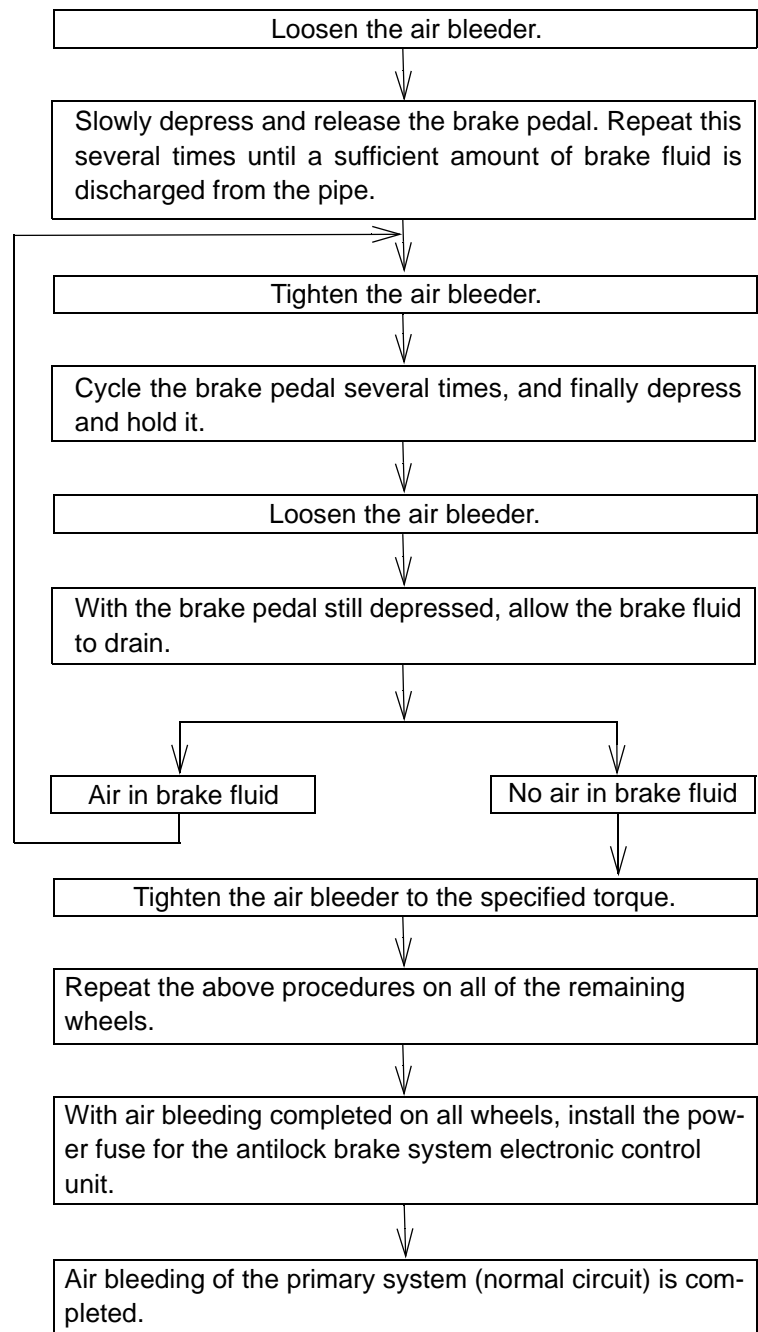 Loosen the air bleeder.
Slowly depress and release the brake pedal. Repeat this
several times until a sufficient amount of brake fluid is
discharged from the pipe.
Tighten the air bleeder.
Cycle the brake pedal several times, and finally depress
and hold it.
Loosen the air bleeder.
With the brake pedal still depressed, allow the brake fluid
to drain.
Air in brake fluid
No air in brake fluid
Tighten the air bleeder to the specified torque.
Repeat the above procedures on all of the remaining
wheels.
With air bleeding completed on all wheels, install the pow-
er fuse for the antilock brake system electronic control
unit.
Air bleeding of the primary system (normal circuit) is com-
pleted.